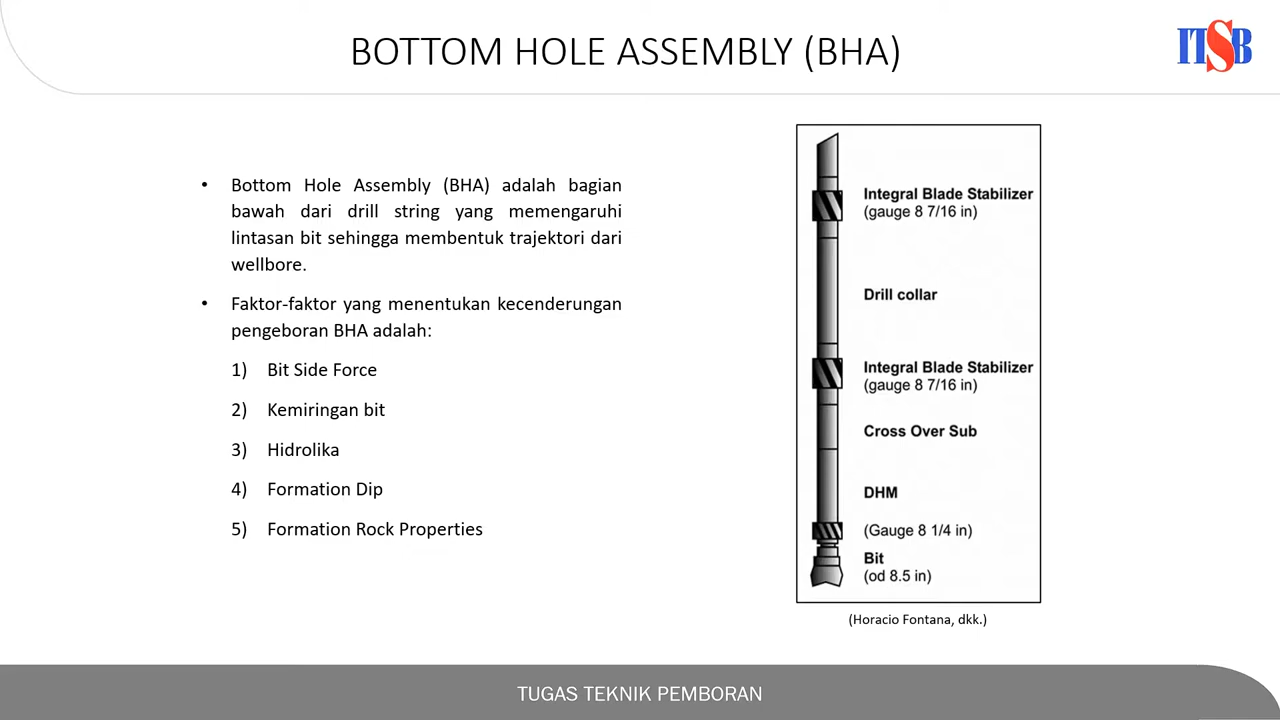 BOTTOM HOLE ASSEMBLY (BHA)
ITSB
• Bottom Hole Assembly (BHA) adalah bagian
bawah dari drill string yang memengaruhi
lintasan bit sehingga membentuk trajektori dari
wellbore.
• Faktor-faktor yang menentukan kecenderungan
pengeboran BHA adalah:
1) Bit Side Force
2) Kemiringan bit
3) Hidrolika
4) Formation Dip
5) Formation Rock Properties
Integral Blade Stabilizer
(gauge 8 7/16 in)
Drill collar
Integral Blade Stabilizer
(gauge 8 7/16 in)
Cross Over Sub
DHM
(Gauge 8 1/4 in)
Bit
(od 8.5 in)
(Horacio Fontana, dkk.)
TUGAS TEKNIK PEMBORAN